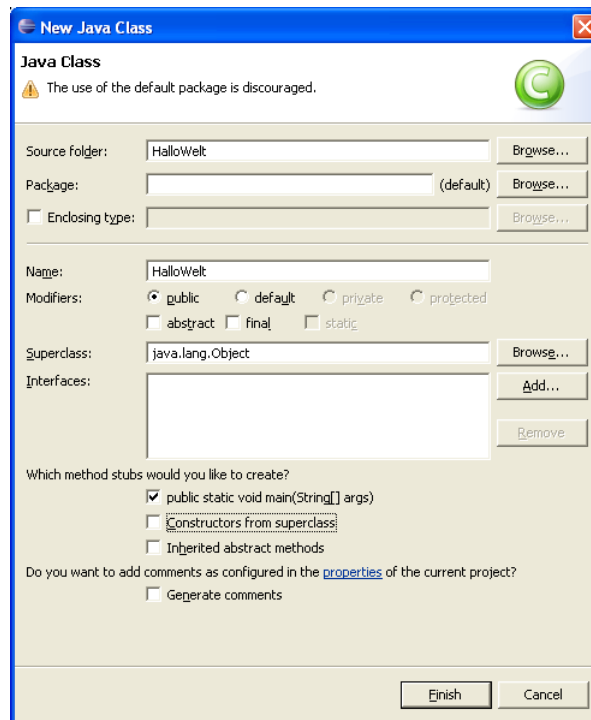 New Java Class
Java Class
The use of the default package is discouraged.
Source folder: HalloWelt Browse...
Package: (default) Browse...
Enclosing type: Browse...
Name: HalloWelt
Modifiers: public default private protected
abstract final static
Superclass: java.lang.Object Browse...
Interfaces: Add...
Remove
Which method stubs would you like to create?
public static void main(String[] args)
Constructors from superclass
Inherited abstract methods
Do you want to add comments as configured in the properties of the current project?
Generate comments
Finish Cancel